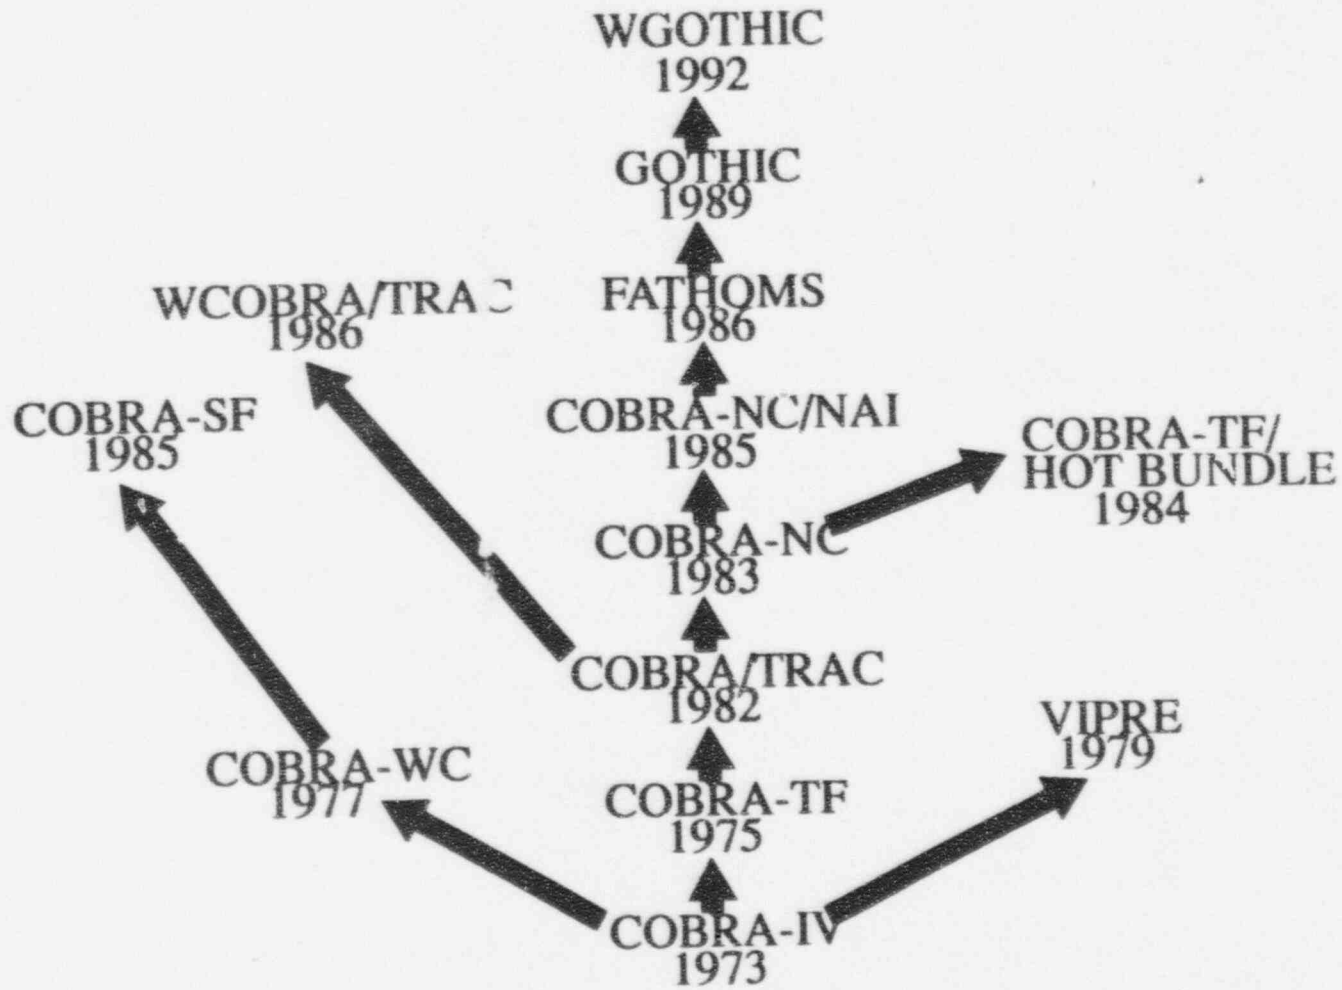 WGOTHIC
1992
GOTHIC
1989
FATHOMS
1986
WCOBRA/TRAC
1986
COBRA-NC/NAI
1985
COBRA-SF
1985
COBRA-TF/
HOT BUNDLE
1984
COBRA-NC
1983
COBRA/TRAC
1982
VIPRE
1979
COBRA-WC
1977
COBRA-TF
1975
COBRA-IV
1973